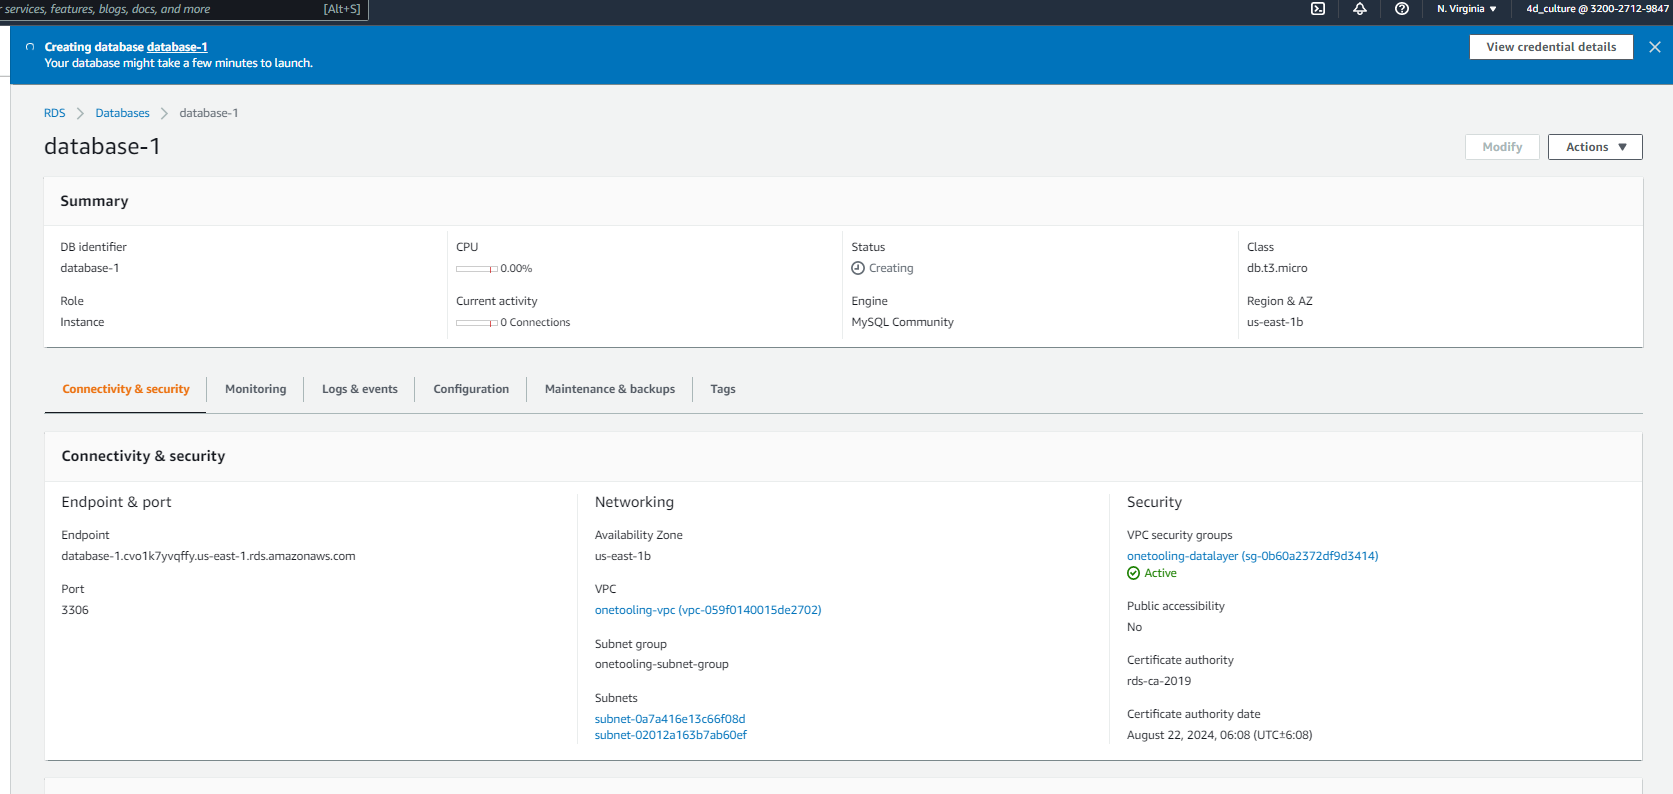 services, features, blogs, docs, and more [Alt+S] N. Virginia ▼ 4d_culture @ 3200-2712-9847
Creating database database-1
Your database might take a few minutes to launch.
View credential details
RDS > Databases > database-1
database-1
Modify Actions ▼
Summary
DB identifier
database-1
Role
Instance
CPU
0.00%
Current activity
0 Connections
Status
Creating
Engine
MySQL Community
Class
db.t3.micro
Region & AZ
us-east-1b
Connectivity & security Monitoring Logs & events Configuration Maintenance & backups Tags
Connectivity & security
Endpoint & port
Endpoint
database-1.cvo1k7yvqffy.us-east-1.rds.amazonaws.com
Port
3306
Networking
Availability Zone
us-east-1b
VPC
onetooling-vpc (vpc-059f0140015de2702)
Subnet group
onetooling-subnet-group
Subnets
subnet-0a7a416e13c66f08d
subnet-02012a163b7ab60ef
Security
VPC security groups
onetooling-datalayer (sg-0b60a2372df9d3414)
Active
Public accessibility
No
Certificate authority
rds-ca-2019
Certificate authority date
August 22, 2024, 06:08 (UTC±6:08)